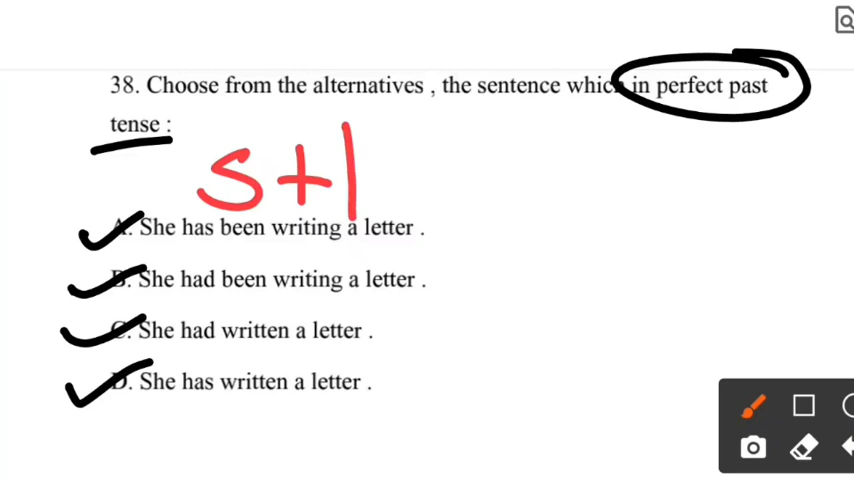 38. Choose from the alternatives , the sentence which in perfect past
tense :
S+
A. She has been writing a letter .
B. She had been writing a letter .
C. She had written a letter .
D. She has written a letter .